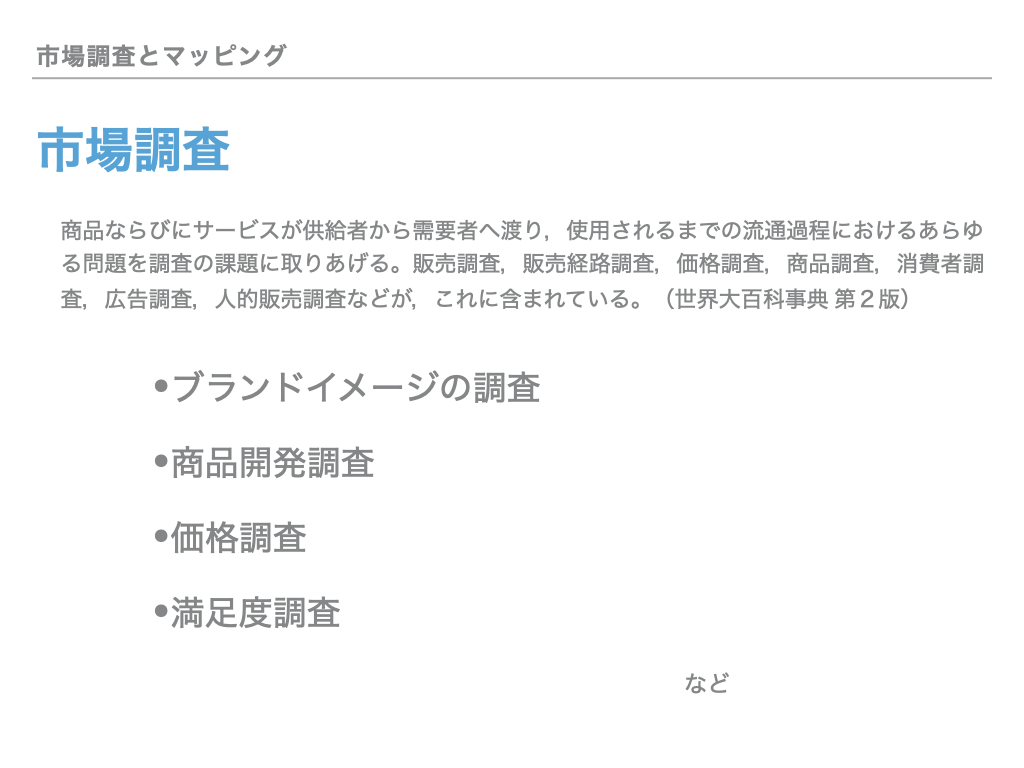 市場調査とマッピング
市場調査
商品ならびにサービスが供給者から需要者へ渡り，使用されるまでの流通過程におけるあらゆ
る問題を調査の課題に取りあげる。販売調査，販売経路調査，価格調査，商品調査，消費者調
査，広告調査，人的販売調査などが，これに含まれている。（世界大百科事典 第２版）
•ブランドイメージの調査
•商品開発調査
•価格調査
•満足度調査
など